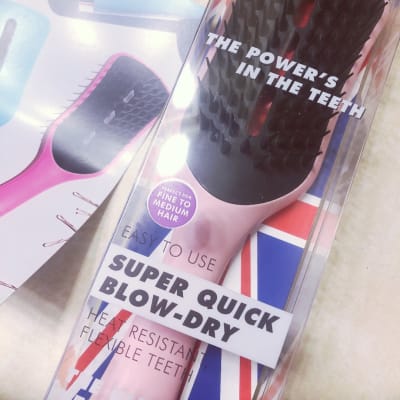 THE POWER'S
IN THE TEETH
PERFECT FOR
FINE TO
MEDIUM
HAIR
EASY TO USE
SUPER QUICK
BLOW-DRY
HEAT RESISTANT
FLEXIBLE TEETH